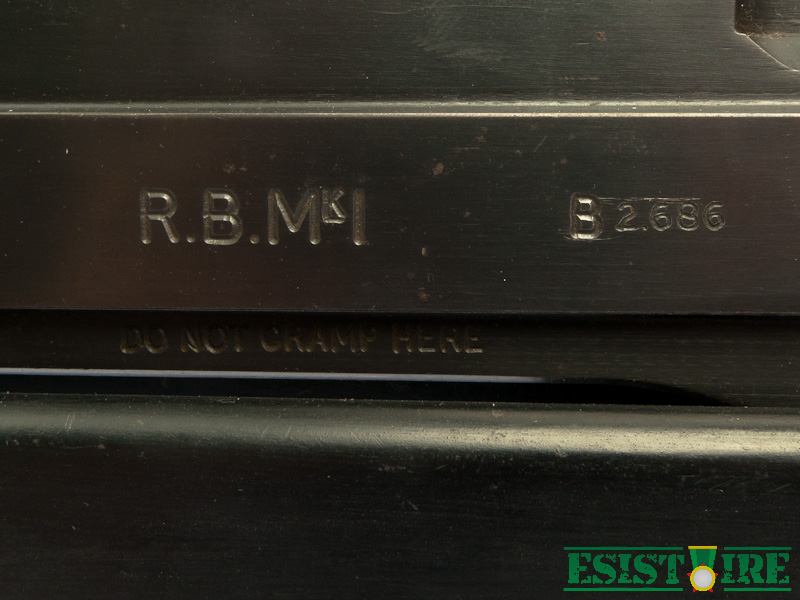 R.B.MKI B 2686
DO NOT CRAMP HERE
ESISTOIRE